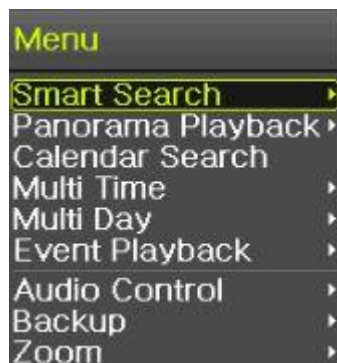 Menu
Smart Search
Panorama Playback
Calendar Search
Multi Time
Multi Day
Event Playback
Audio Control
Backup
Zoom